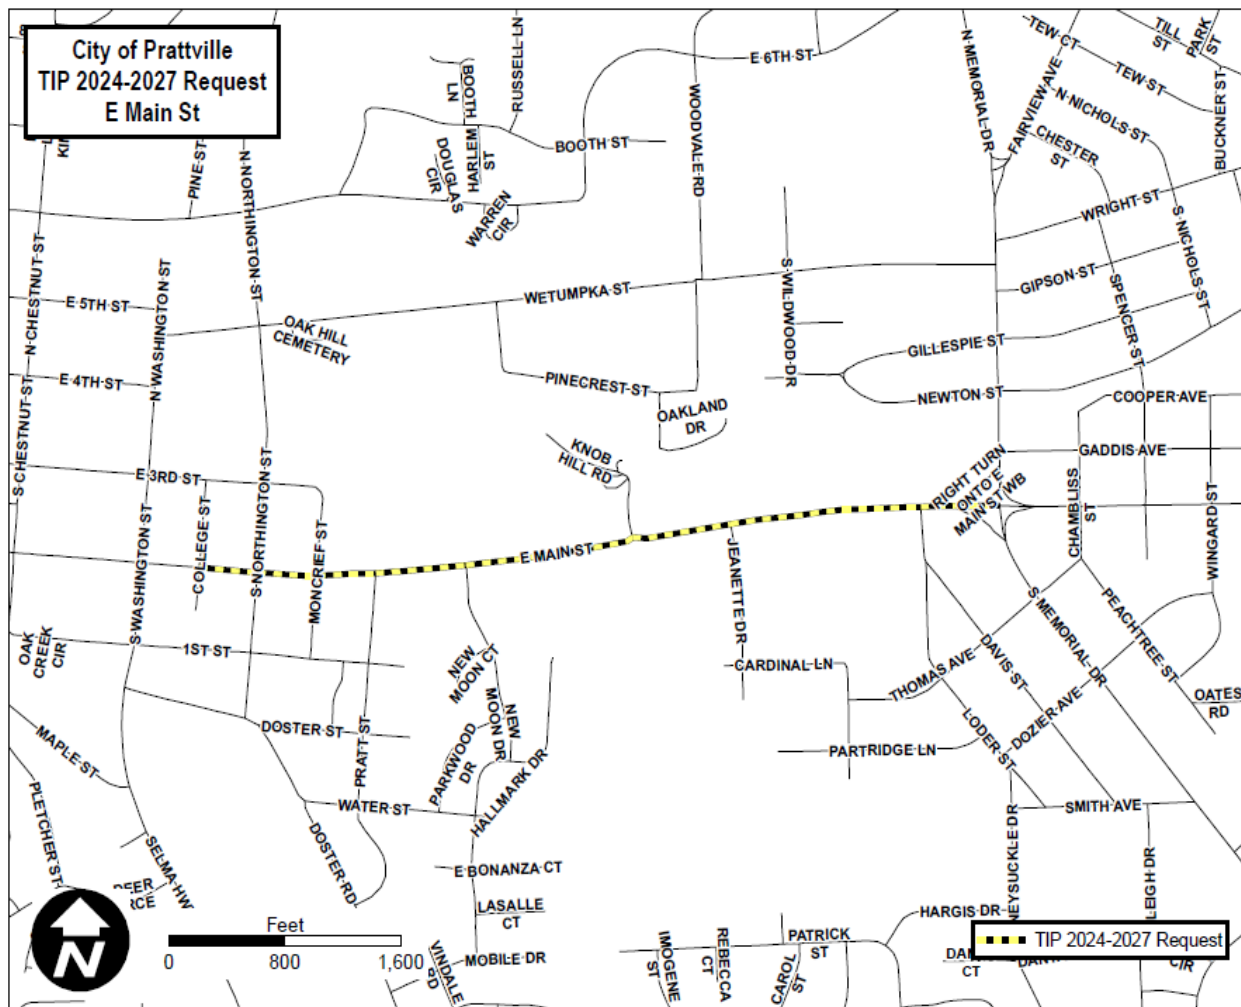 City of Prattville
TIP 2024-2027 Request
E Main St
RUSSELL LN
BOOTH
LN
HARLEM
ST
DOUGLAS
CIR
WARREN
CIR
BOOTH ST
E 6TH ST
WOODVALE RD
N MEMORIAL DR
FAIRVIEW AVE
TEW CT
TEW ST
TILL
ST
PARK
ST
BUCKNER ST
N NICHOLS ST
CHESTER
ST
WRIGHT ST
S NICHOLS ST
GIPSON ST
SPENCER ST
GILLESPIE ST
NEWTON ST
COOPER AVE
GADDIS AVE
CHAMBLISS
ST
WINGARD ST
PINE ST
N NORTHINGTON ST
N CHESTNUT ST
N WASHINGTON ST
E 5TH ST
E 4TH ST
S CHESTNUT ST
E 3RD ST
OAK HILL
CEMETERY
WETUMPKA ST
S WILDWOOD DR
PINECREST ST
OAKLAND
DR
KNOB
HILL RD
RIGHT TURN
ONTO E
MAIN ST WB
E MAIN ST
COLLEGE ST
S NORTHINGTON ST
MONCRIEF ST
S WASHINGTON ST
OAK
CREEK
CIR
1ST ST
NEW
MOON CT
NEW
MOON DR
PARKWOOD
DR
HALLMARK DR
JEANETTE DR
CARDINAL LN
THOMAS AVE
DAVIS ST
S MEMORIAL DR
PEACHTREE ST
OATES
RD
DOZIER AVE
LODER ST
PARTRIDGE LN
SMITH AVE
DOSTER ST
PRATT ST
WATER ST
DOSTER RD
MAPLE ST
PLETCHER ST
SELMA HW
E BONANZA CT
LASALLE
CT
MOBILE DR
VINDALE
RD
IMOGENE
ST
REBECCA
CT
CAROL
ST
PATRICK
ST
HARGIS DR
NEYSUCKLE DR
LEIGH DR
CT
CIR
N
Feet
0 800 1,600
TIP 2024-2027 Request